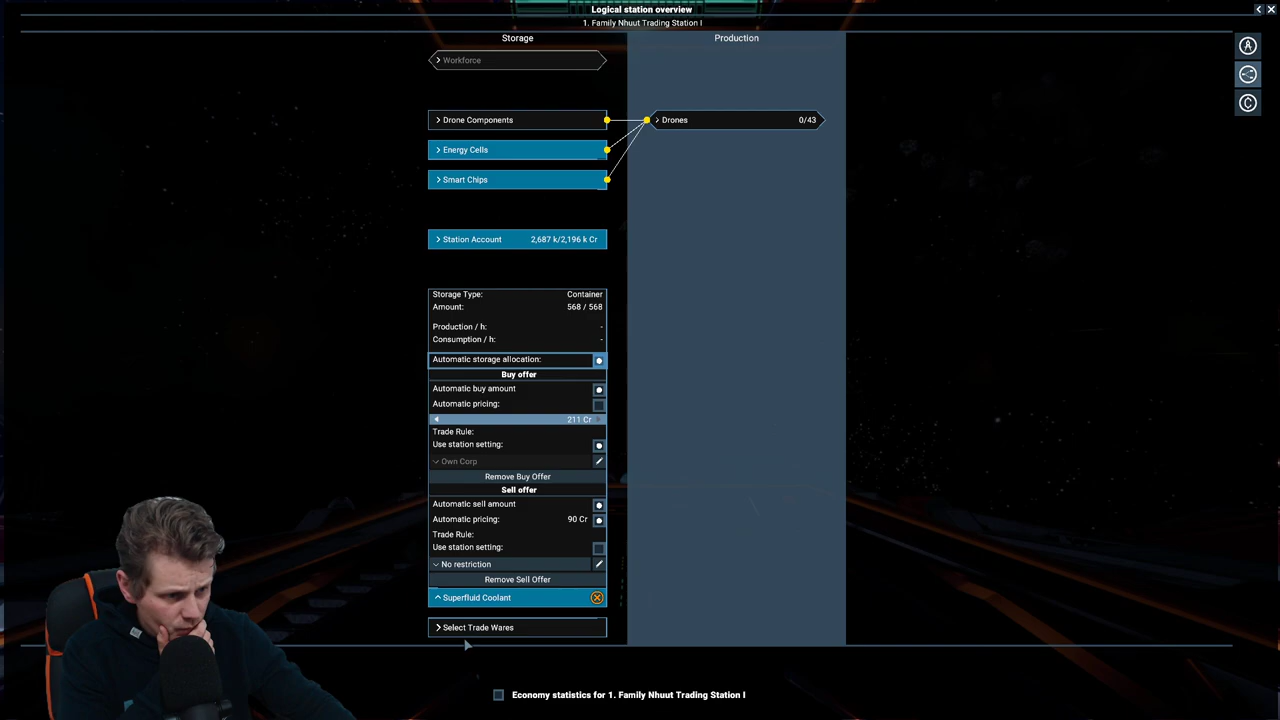 Logical station overview
1. Family Nhuut Trading Station I
Storage
Production
Workforce
Drone Components
Drones 0/43
Energy Cells
Smart Chips
Station Account 2,687 k/2,196 k Cr
Storage Type: Container
Amount: 568 / 568
Production / h: -
Consumption / h: -
Automatic storage allocation:
Buy offer
Automatic buy amount
Automatic pricing:
211 Cr
Trade Rule:
Use station setting:
Own Corp
Remove Buy Offer
Sell offer
Automatic sell amount
Automatic pricing: 90 Cr
Trade Rule:
Use station setting:
No restriction
Remove Sell Offer
Superfluid Coolant
Select Trade Wares
Economy statistics for 1. Family Nhuut Trading Station I